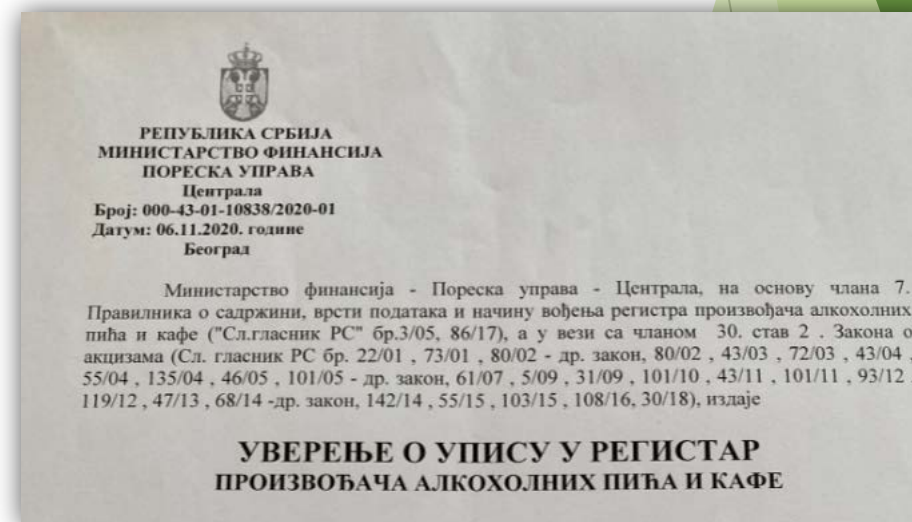 РЕПУБЛИКА СРБИЈА
МИНИСТАРСТВО ФИНАНСИЈА
ПОРЕСКА УПРАВА
Централа
Број: 000-43-01-10838/2020-01
Датум: 06.11.2020. године
Београд
Министарство финансија - Пореска управа - Централа, на основу члана 7.
Правилника о садржини, врсти података и начину вођења регистра произвођача алкохолних
пића и кафе ("Сл.гласник РС" бр.3/05, 86/17), а у вези са чланом 30. став 2 . Закона о
акцизама (Сл. гласник РС бр. 22/01 , 73/01 , 80/02 - др. закон, 80/02 , 43/03 , 72/03 , 43/04 ,
55/04 , 135/04 , 46/05 , 101/05 - др. закон, 61/07 , 5/09 , 31/09 , 101/10 , 43/11 , 101/11 , 93/12
119/12 , 47/13 , 68/14 -др. закон, 142/14 , 55/15 , 103/15 , 108/16, 30/18), издаје
УВЕРЕЊЕ О УПИСУ У РЕГИСТАР
ПРОИЗВОЂАЧА АЛКОХОЛНИХ ПИЋА И КАФЕ